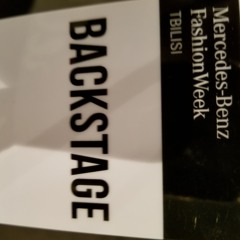 Mercedes-Benz
FashionWeek
TBILISI
BACKSTAGE